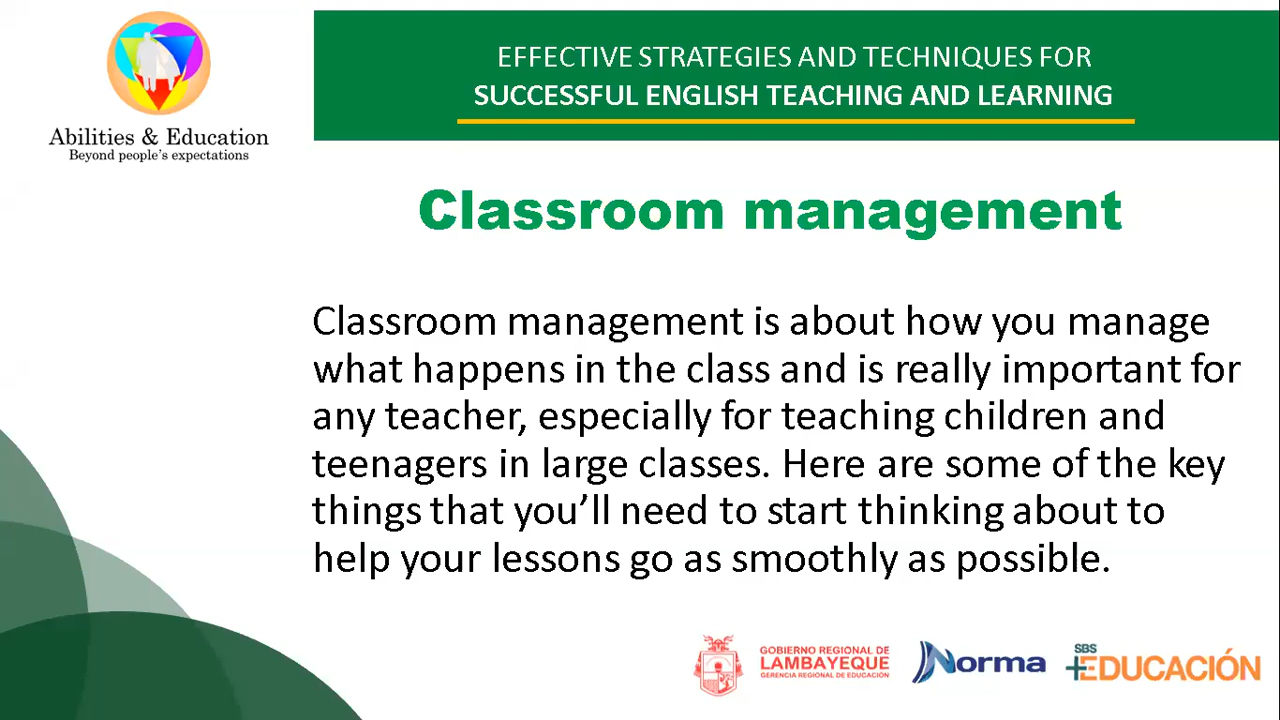 EFFECTIVE STRATEGIES AND TECHNIQUES FOR
SUCCESSFUL ENGLISH TEACHING AND LEARNING
Abilities & Education
Beyond people's expectations
Classroom management
Classroom management is about how you manage
what happens in the class and is really important for
any teacher, especially for teaching children and
teenagers in large classes. Here are some of the key
things that you’ll need to start thinking about to
help your lessons go as smoothly as possible.
GOBIERNO REGIONAL DE
LAMBAYEQUE
GERENCIA REGIONAL DE EDUCACIÓN
Norma
SBS
+EDUCACIÓN